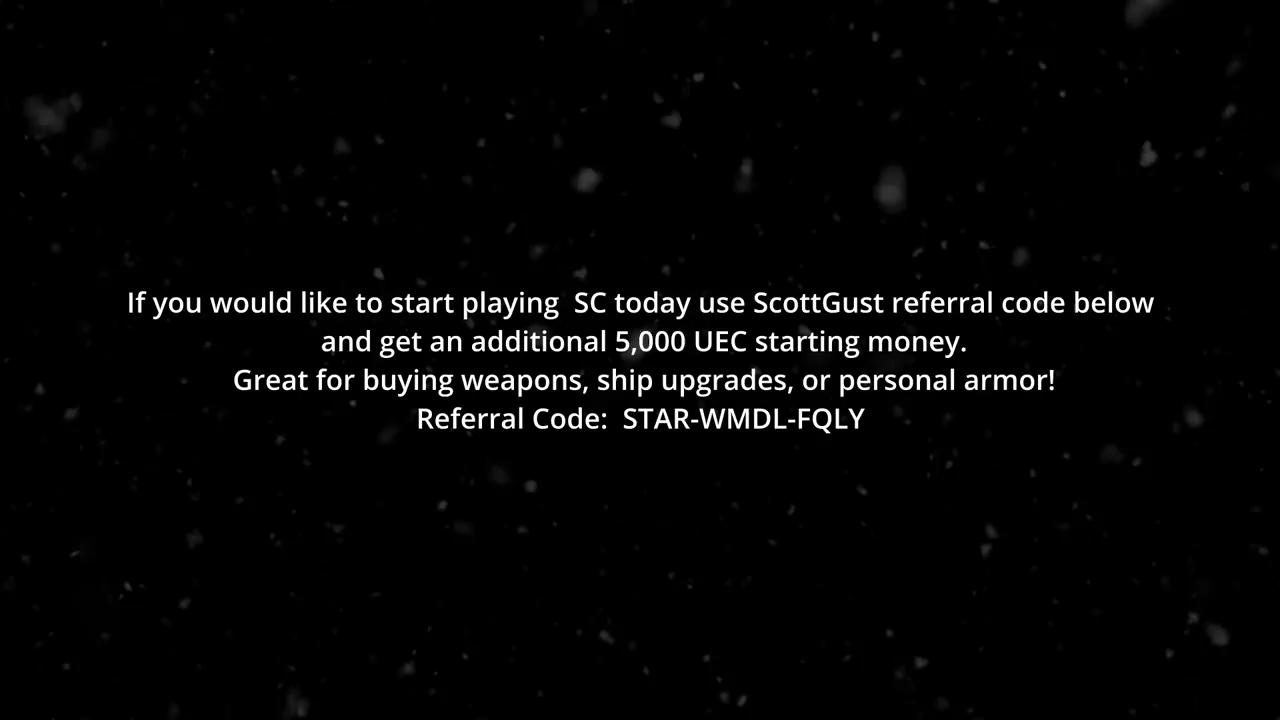 If you would like to start playing  SC today use ScottGust referral code below
and get an additional 5,000 UEC starting money.
Great for buying weapons, ship upgrades, or personal armor!
Referral Code:  STAR-WMDL-FQLY